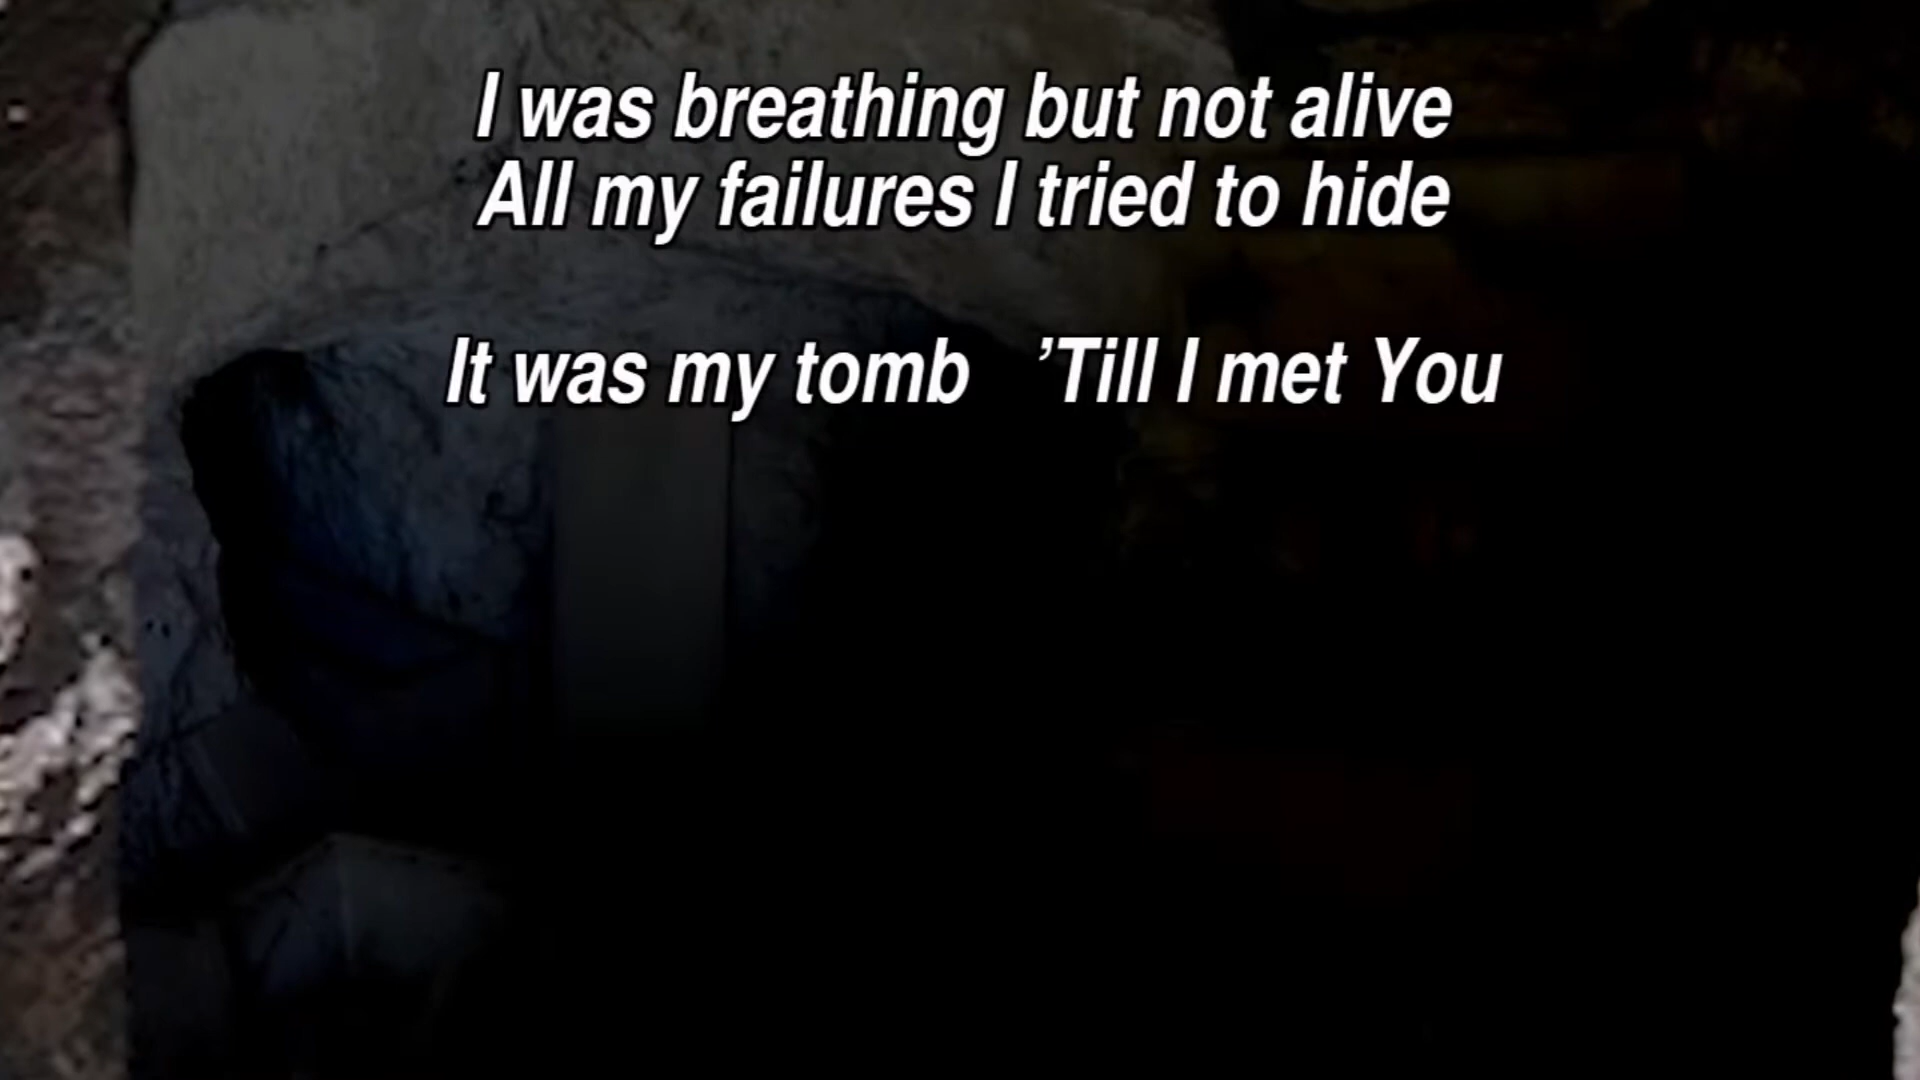 I was breathing but not alive
All my failures I tried to hide
It was my tomb ’Till I met You